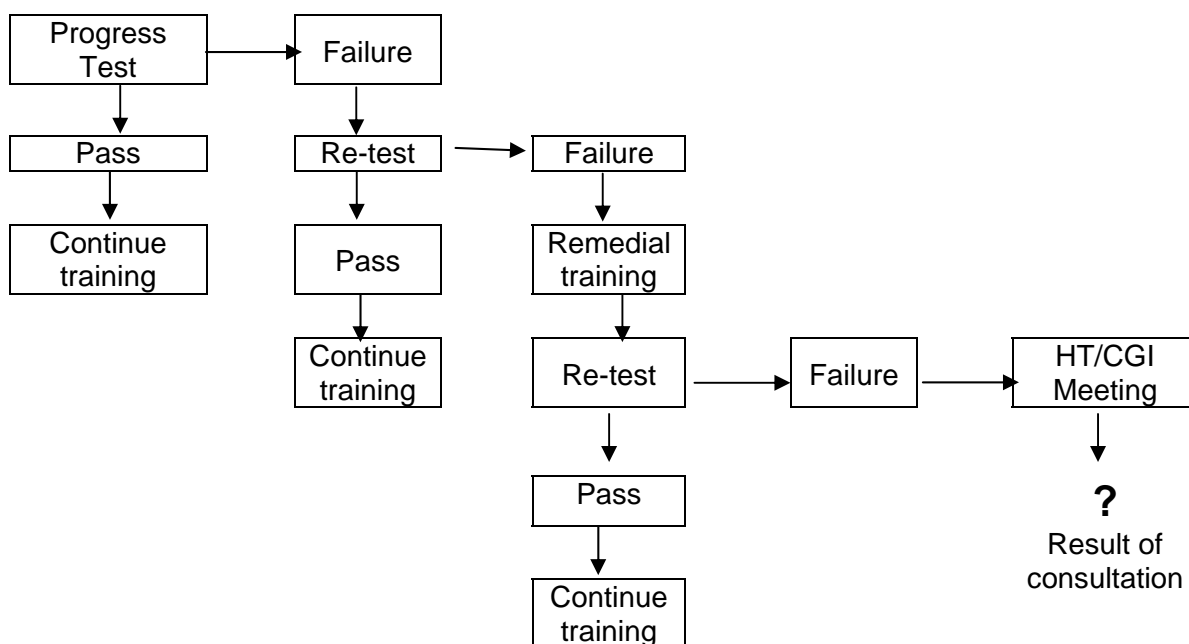 Progress
Test
Failure
Pass
Re-test
Failure
Continue
training
Pass
Remedial
training
Continue
training
Re-test
Failure
HT/CGI
Meeting
Pass
?
Result of
consultation
Continue
training